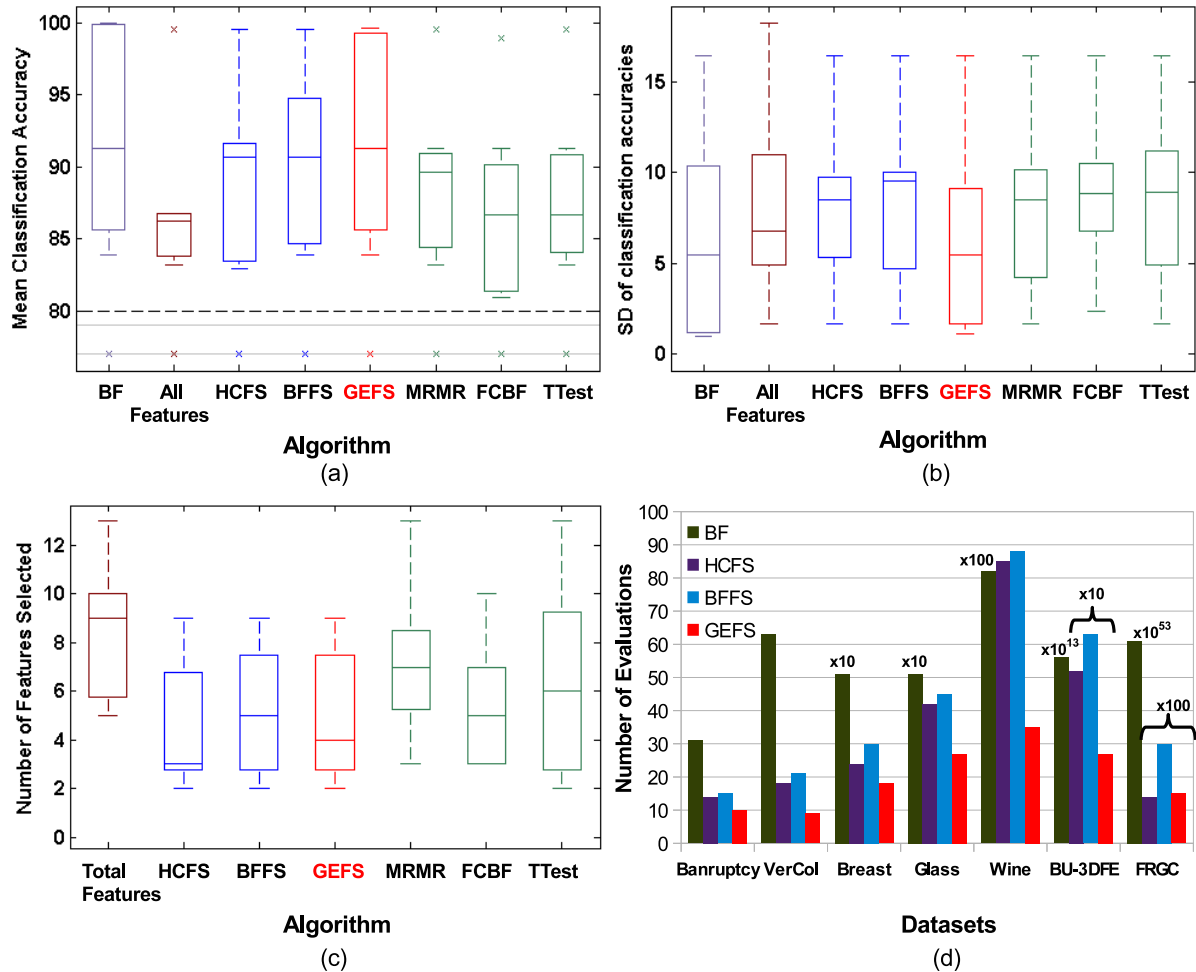 Mean Classification Accuracy
100
95
90
85
80
BF All Features HCFS BFFS GEFS MRMR FCBF TTest
Algorithm
(a)
SD of classification accuracies
15
10
5
0
BF All Features HCFS BFFS GEFS MRMR FCBF TTest
Algorithm
(b)
Number of Features Selected
12
10
8
6
4
2
0
Total Features HCFS BFFS GEFS MRMR FCBF TTest
Algorithm
(c)
Number of Evaluations
100
90
80
70
60
50
40
30
20
10
0
BF
HCFS
BFFS
GEFS
x10
x10
x100
x10^13
x10
x10^53
x100
Banruptcy VerCol Breast Glass Wine BU-3DFE FRGC
Datasets
(d)